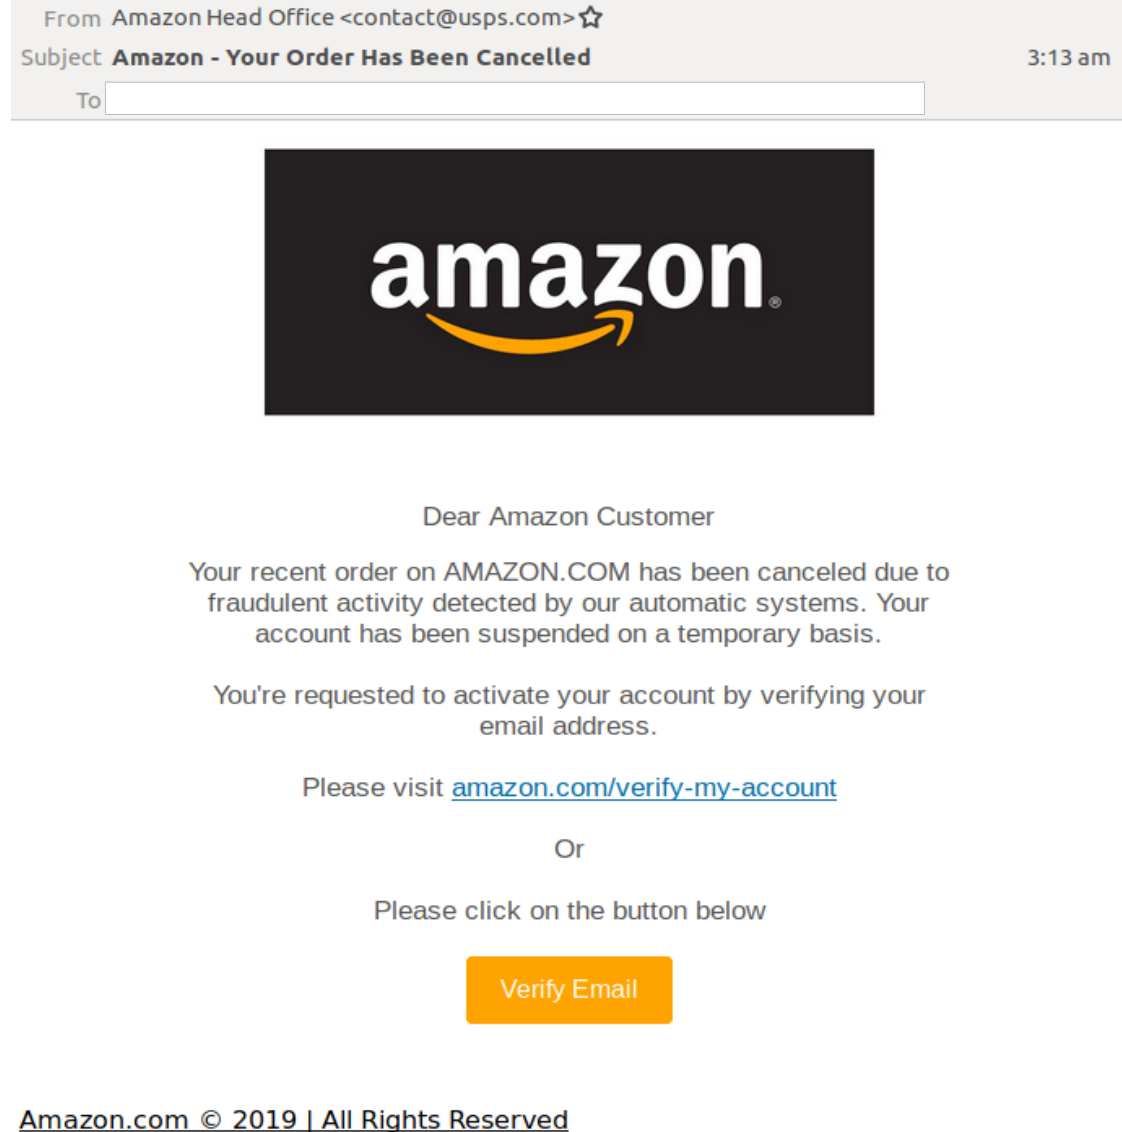 From Amazon Head Office <contact@usps.com>
Subject Amazon - Your Order Has Been Cancelled 3:13 am
To
amazon®
Dear Amazon Customer
Your recent order on AMAZON.COM has been canceled due to
fraudulent activity detected by our automatic systems. Your
account has been suspended on a temporary basis.
You're requested to activate your account by verifying your
email address.
Please visit amazon.com/verify-my-account
Or
Please click on the button below
Verify Email
Amazon.com © 2019 | All Rights Reserved